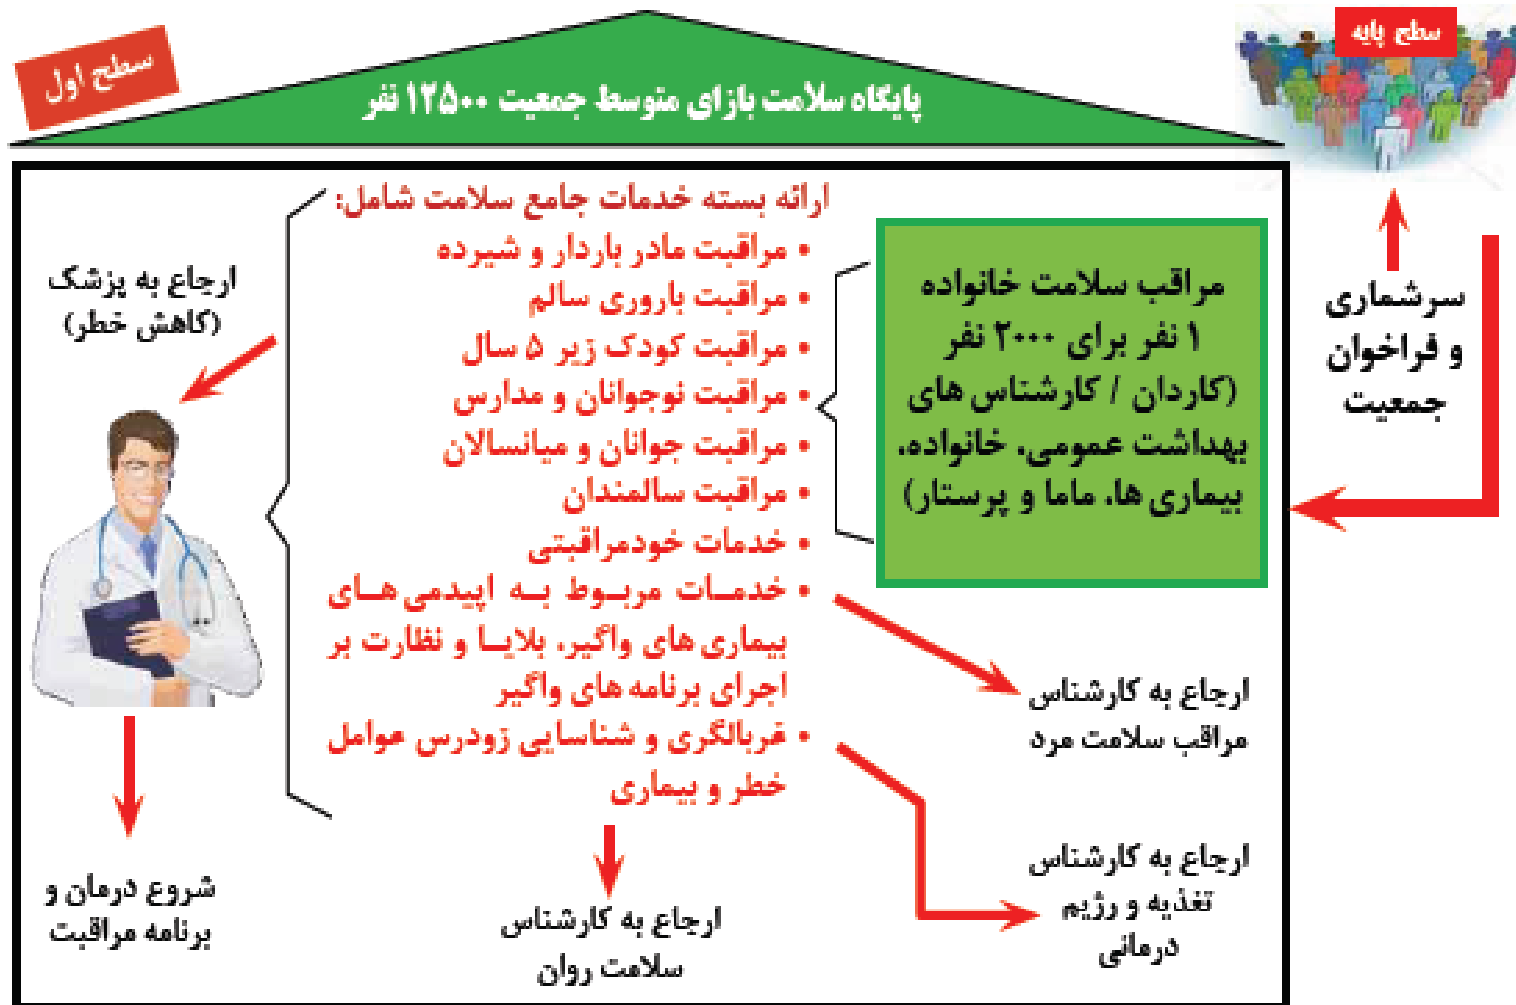 سطح پایه
سطح اول
پایگاه سلامت بازای متوسط جمعیت ۱۲۵۰۰ نفر
سرشماری
و فراخوان
جمعیت
مراقب سلامت خانواده
۱ نفر برای ۲۰۰۰ نفر
(کاردان / کارشناس های
بهداشت عمومی، خانواده،
بیماری ها، ماما و پرستار)
ارائه بسته خدمات جامع سلامت شامل:
• مراقبت مادر باردار و شیرده
• مراقبت باروری سالم
• مراقبت کودک زیر ۵ سال
• مراقبت نوجوانان و مدارس
• مراقبت جوانان و میانسالان
• مراقبت سالمندان
• خدمات خودمراقبتی
• خدمات مربوط به اپیدمی های
بیماری های واگیر، بلایا و نظارت بر
اجرای برنامه های واگیر
• غربالگری و شناسایی زودرس عوامل
خطر و بیماری
ارجاع به پزشک
(کاهش خطر)
شروع درمان و
برنامه مراقبت
ارجاع به کارشناس
سلامت روان
ارجاع به کارشناس
مراقب سلامت مرد
ارجاع به کارشناس
تغذیه و رژیم
درمانی